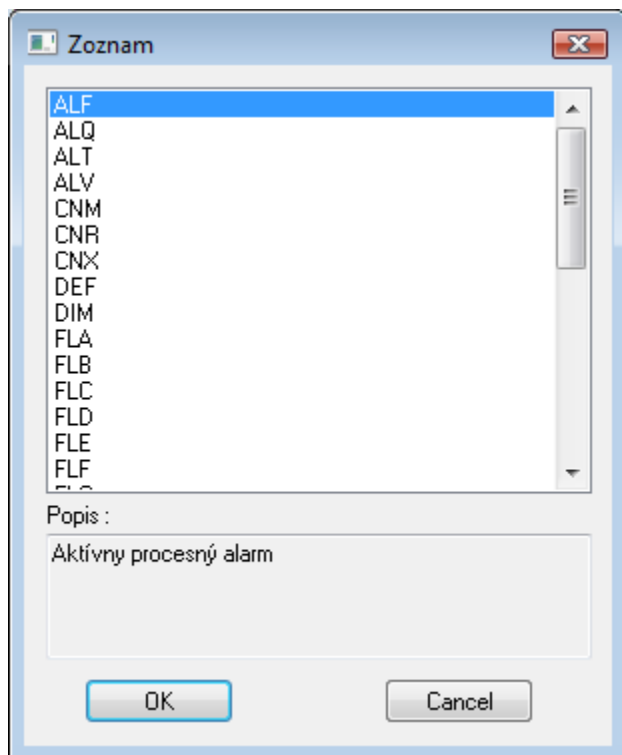 Zoznam
ALF
ALQ
ALT
ALV
CNM
CNR
CNX
DEF
DIM
FLA
FLB
FLC
FLD
FLE
FLF
Popis :
Aktívny procesný alarm
OK
Cancel